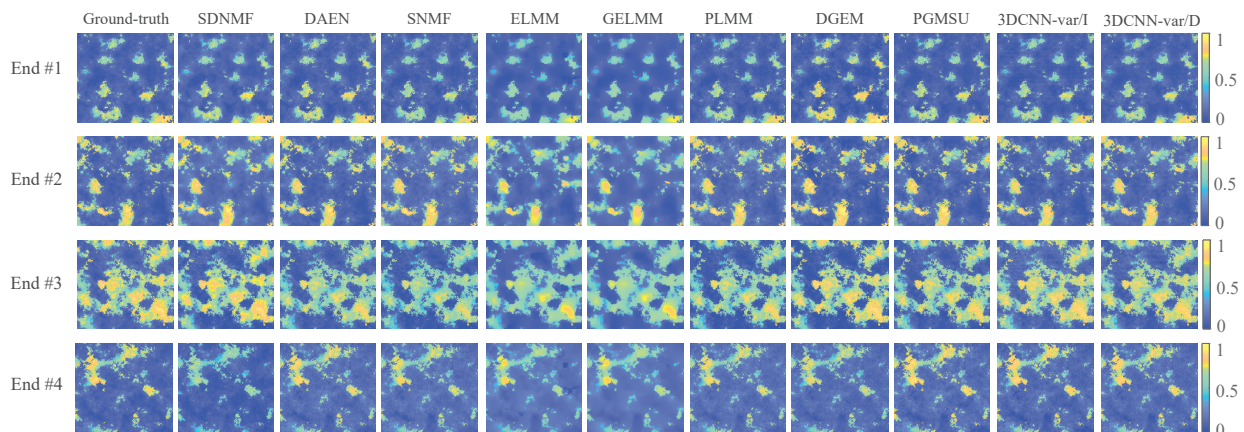 Ground-truth SDNMF DAEN SNMF ELMM GELMM PLMM DGEM PGMSU 3DCNN-var/I 3DCNN-var/D
End #1
1
0.5
0
End #2
1
0.5
0
End #3
1
0.5
0
End #4
1
0.5
0